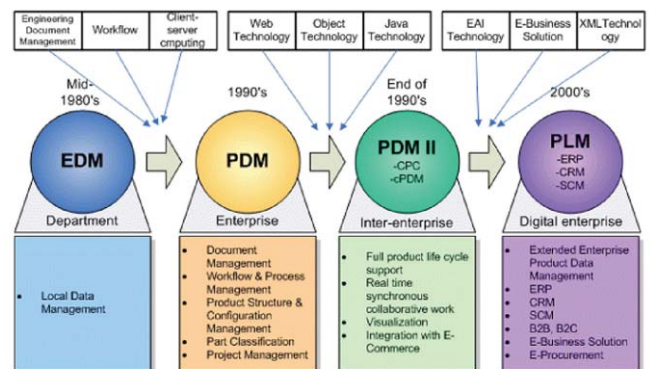 Engineering
Document
Management
Workflow
Client-
server
cmputing
Web
Technology
Object
Technology
Java
Technology
EAI
Technology
E-Business
Solution
XMLTechnol
ogy
Mid-
1980's
1990's
End of
1990's
2000's
EDM
PDM
PDM II
-CPC
-cPDM
PLM
-ERP
-CRM
-SCM
Department
Enterprise
Inter-enterprise
Digital enterprise
• Local Data
Management
• Document
Management
• Workflow & Process
Management
• Product Structure &
Configuration
Management
• Part Classification
• Project Management
• Full product life cycle
support
• Real time
synchronous
collaborative work
• Visualization
• Integration with E-
Commerce
• Extended Enterprise
Product Data
Management
• ERP
• CRM
• SCM
• B2B, B2C
• E-Business Solution
• E-Procurement